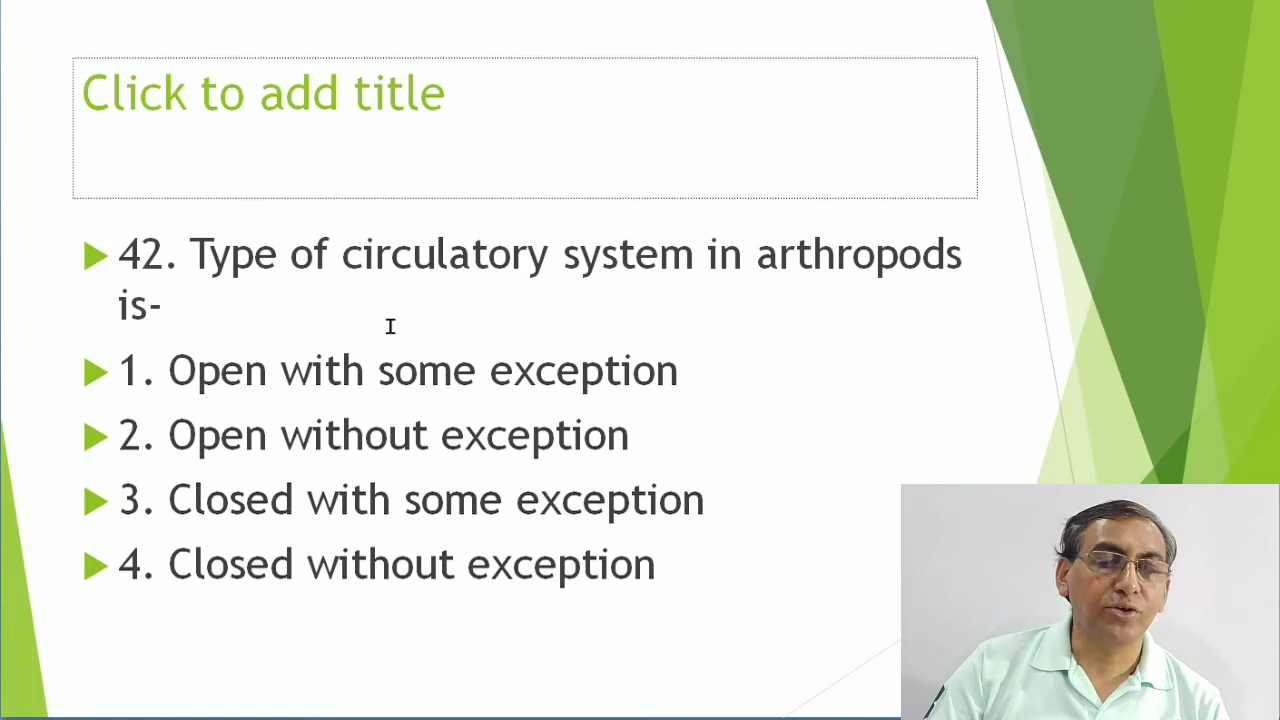 Click to add title
42. Type of circulatory system in arthropods
is-
1. Open with some exception
2. Open without exception
3. Closed with some exception
4. Closed without exception